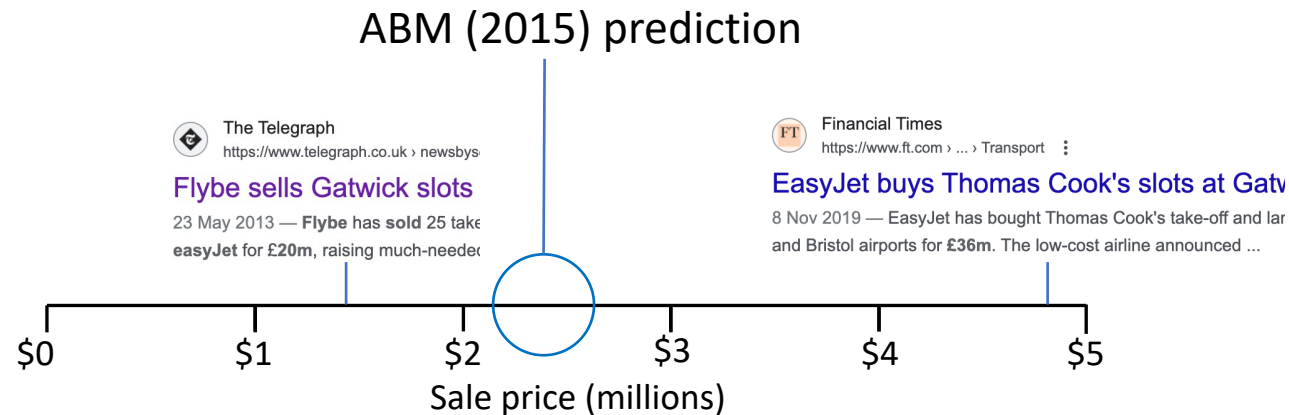 ABM (2015) prediction
The Telegraph
https://www.telegraph.co.uk › newsbys
Flybe sells Gatwick slots
23 May 2013 — Flybe has sold 25 take
easyJet for £20m, raising much-needed
FT
Financial Times
https://www.ft.com › ... › Transport
EasyJet buys Thomas Cook's slots at Gatw
8 Nov 2019 — EasyJet has bought Thomas Cook's take-off and lan
and Bristol airports for £36m. The low-cost airline announced ...
$0 $1 $2 $3 $4 $5
Sale price (millions)